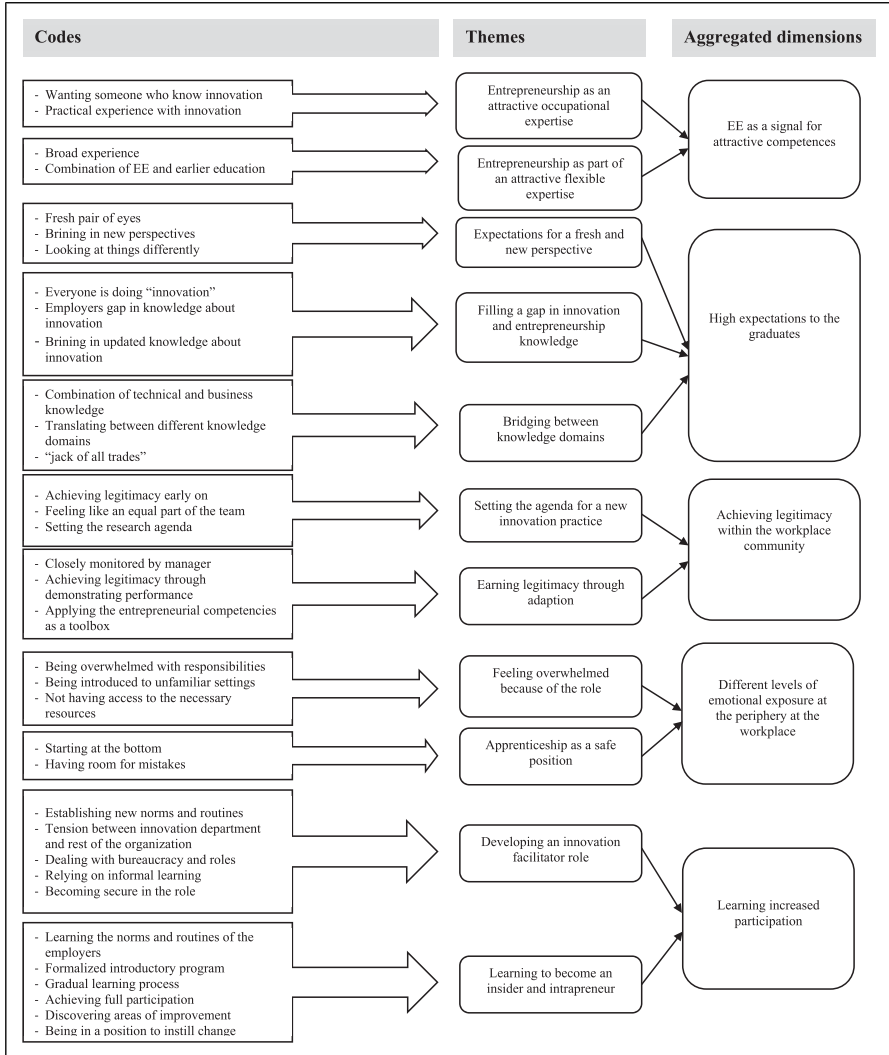 Codes
Themes
Aggregated dimensions
- Wanting someone who know innovation
- Practical experience with innovation
Entrepreneurship as an
attractive occupational
expertise
EE as a signal for
attractive competences
- Broad experience
- Combination of EE and earlier education
Entrepreneurship as part of
an attractive flexible
expertise
- Fresh pair of eyes
- Brining in new perspectives
- Looking at things differently
Expectations for a fresh and
new perspective
- Everyone is doing “innovation”
- Employers gap in knowledge about
innovation
- Brining in updated knowledge about
innovation
Filling a gap in innovation
and entrepreneurship
knowledge
High expectations to the
graduates
- Combination of technical and business
knowledge
- Translating between different knowledge
domains
- “jack of all trades”
Bridging between
knowledge domains
- Achieving legitimacy early on
- Feeling like an equal part of the team
- Setting the research agenda
Setting the agenda for a new
innovation practice
Achieving legitimacy
within the workplace
community
- Closely monitored by manager
- Achieving legitimacy through
demonstrating performance
- Applying the entrepreneurial competencies
as a toolbox
Earning legitimacy through
adaption
- Being overwhelmed with responsibilities
- Being introduced to unfamiliar settings
- Not having access to the necessary
resources
Feeling overwhelmed
because of the role
Different levels of
emotional exposure at
the periphery at the
workplace
- Starting at the bottom
- Having room for mistakes
Apprenticeship as a safe
position
- Establishing new norms and routines
- Tension between innovation department
and rest of the organization
- Dealing with bureaucracy and roles
- Relying on informal learning
- Becoming secure in the role
Developing an innovation
facilitator role
Learning increased
participation
- Learning the norms and routines of the
employers
- Formalized introductory program
- Gradual learning process
- Achieving full participation
- Discovering areas of improvement
- Being in a position to instill change
Learning to become an
insider and intrapreneur